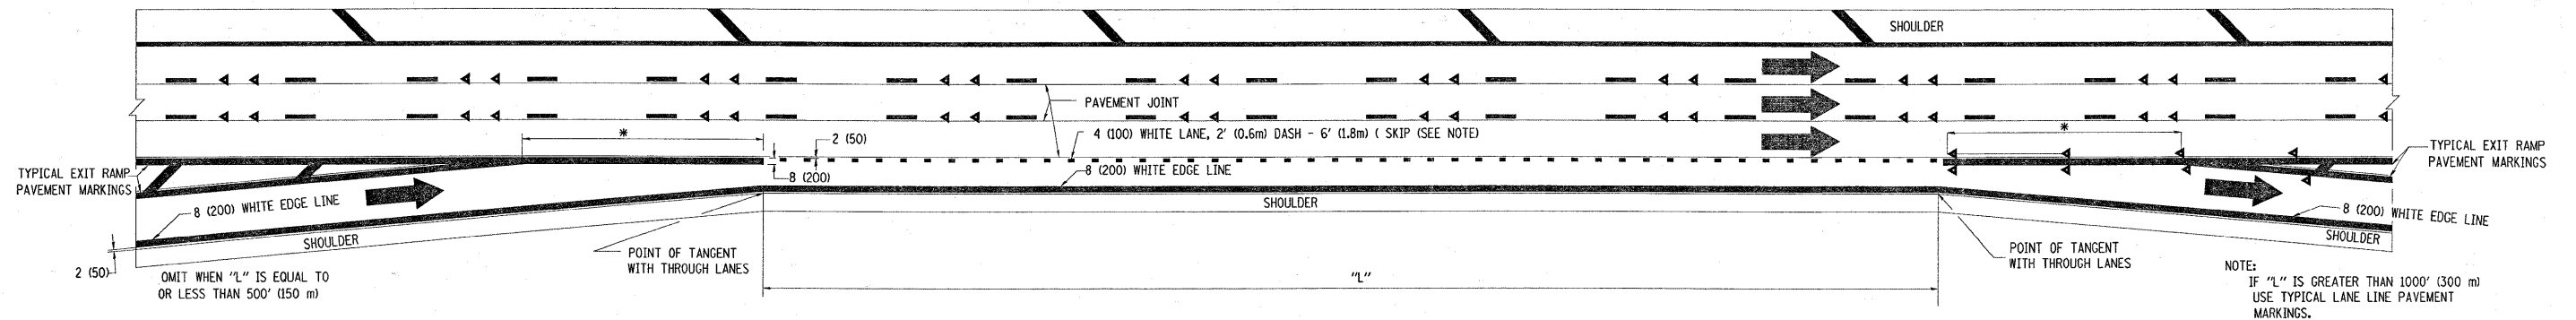 SHOULDER
PAVEMENT JOINT
*
2 (50)
4 (100) WHITE LANE, 2' (0.6m) DASH - 6' (1.8m) ( SKIP (SEE NOTE)
*
TYPICAL EXIT RAMP
PAVEMENT MARKINGS
8 (200)
8 (200) WHITE EDGE LINE
TYPICAL EXIT RAMP
PAVEMENT MARKINGS
8 (200) WHITE EDGE LINE
SHOULDER
8 (200) WHITE EDGE LINE
SHOULDER
SHOULDER
POINT OF TANGENT
WITH THROUGH LANES
POINT OF TANGENT
WITH THROUGH LANES
2 (50)
OMIT WHEN "L" IS EQUAL TO
OR LESS THAN 500' (150 m)
"L"
NOTE:
IF "L" IS GREATER THAN 1000' (300 m)
USE TYPICAL LANE LINE PAVEMENT
MARKINGS.